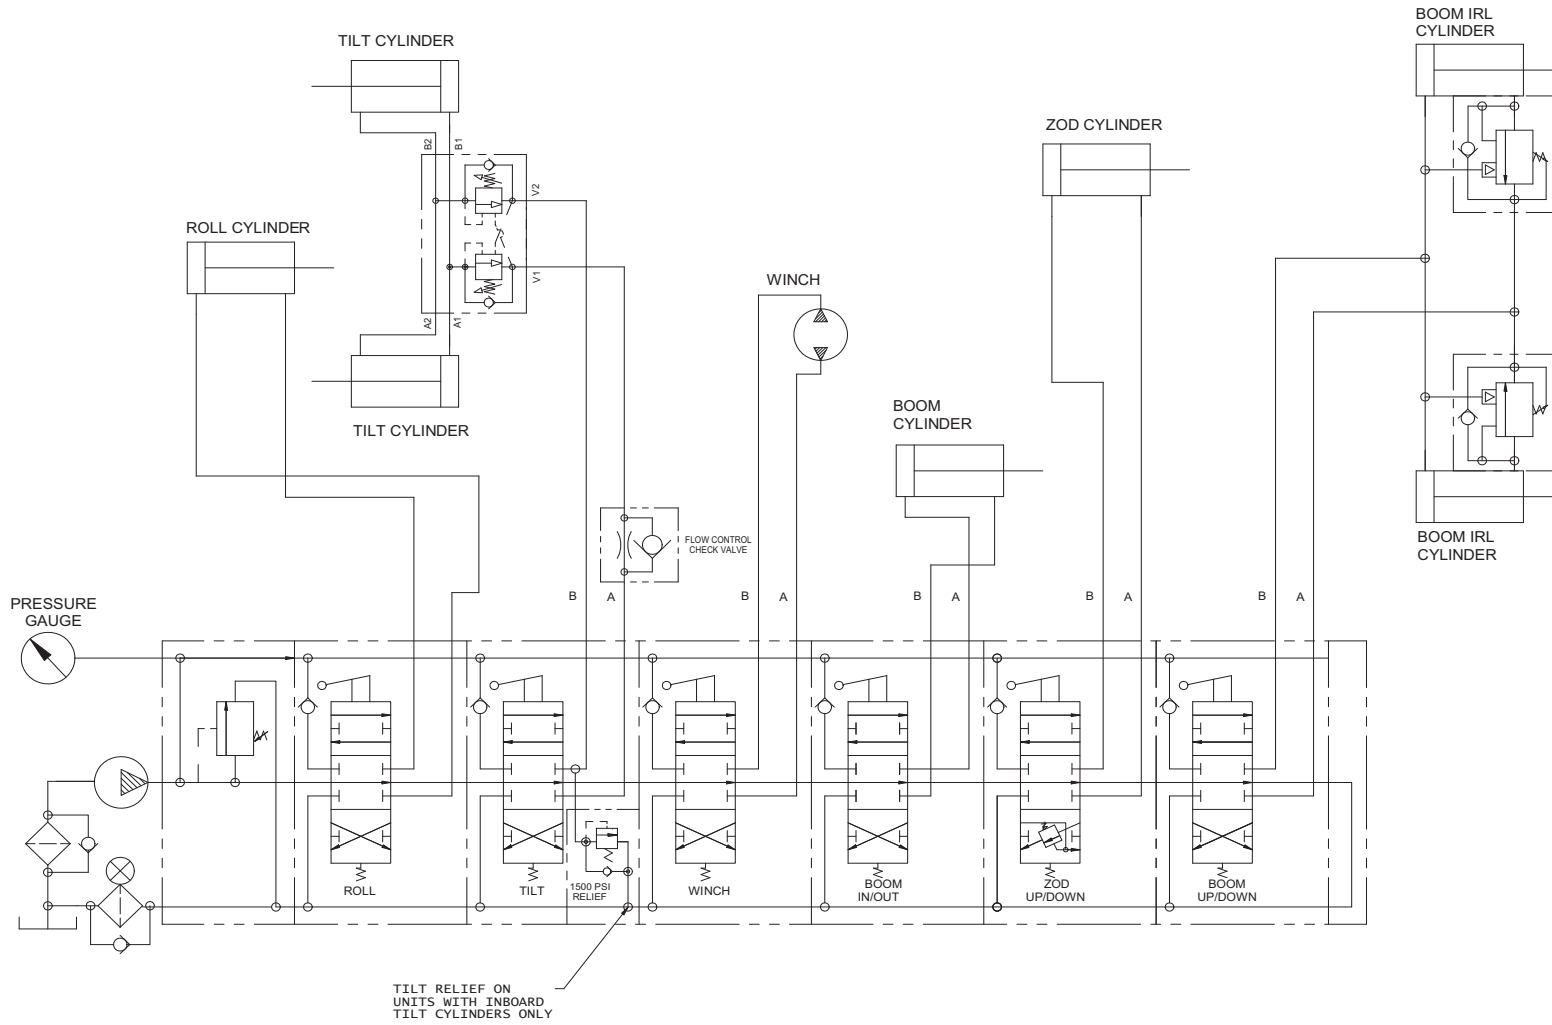 BOOM IRL
CYLINDER
TILT CYLINDER
ZOD CYLINDER
B2
B1
V2
ROLL CYLINDER
V1
WINCH
A2
A1
BOOM
CYLINDER
TILT CYLINDER
FLOW CONTROL
CHECK VALVE
BOOM IRL
CYLINDER
PRESSURE
GAUGE
B
A
B
A
B
A
B
A
B
A
ROLL
TILT
1500 PSI
RELIEF
WINCH
BOOM
IN/OUT
ZOD
UP/DOWN
BOOM
UP/DOWN
TILT RELIEF ON
UNITS WITH INBOARD
TILT CYLINDERS ONLY